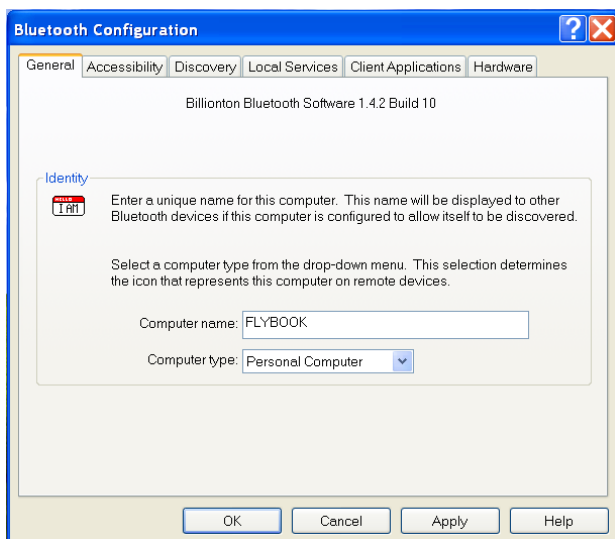 Bluetooth Configuration
General Accessibility Discovery Local Services Client Applications Hardware
Billionton Bluetooth Software 1.4.2 Build 10
Identity
HELLO
I AM
Enter a unique name for this computer. This name will be displayed to other
Bluetooth devices if this computer is configured to allow itself to be discovered.
Select a computer type from the drop-down menu. This selection determines
the icon that represents this computer on remote devices.
Computer name: FLYBOOK
Computer type: Personal Computer
OK Cancel Apply Help